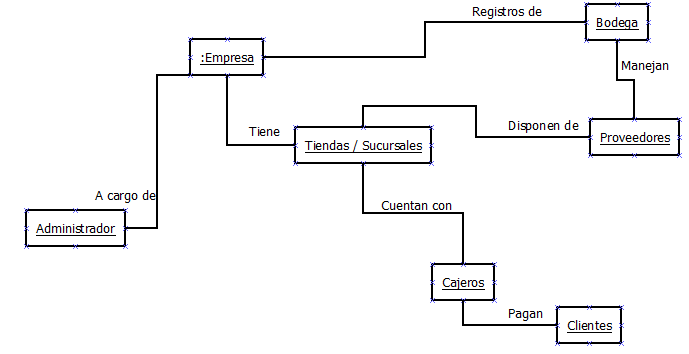 Registros de
Bodega
:Empresa
Manejan
Tiene
Disponen de
Tiendas / Sucursales
Proveedores
A cargo de
Cuentan con
Administrador
Cajeros
Pagan
Clientes